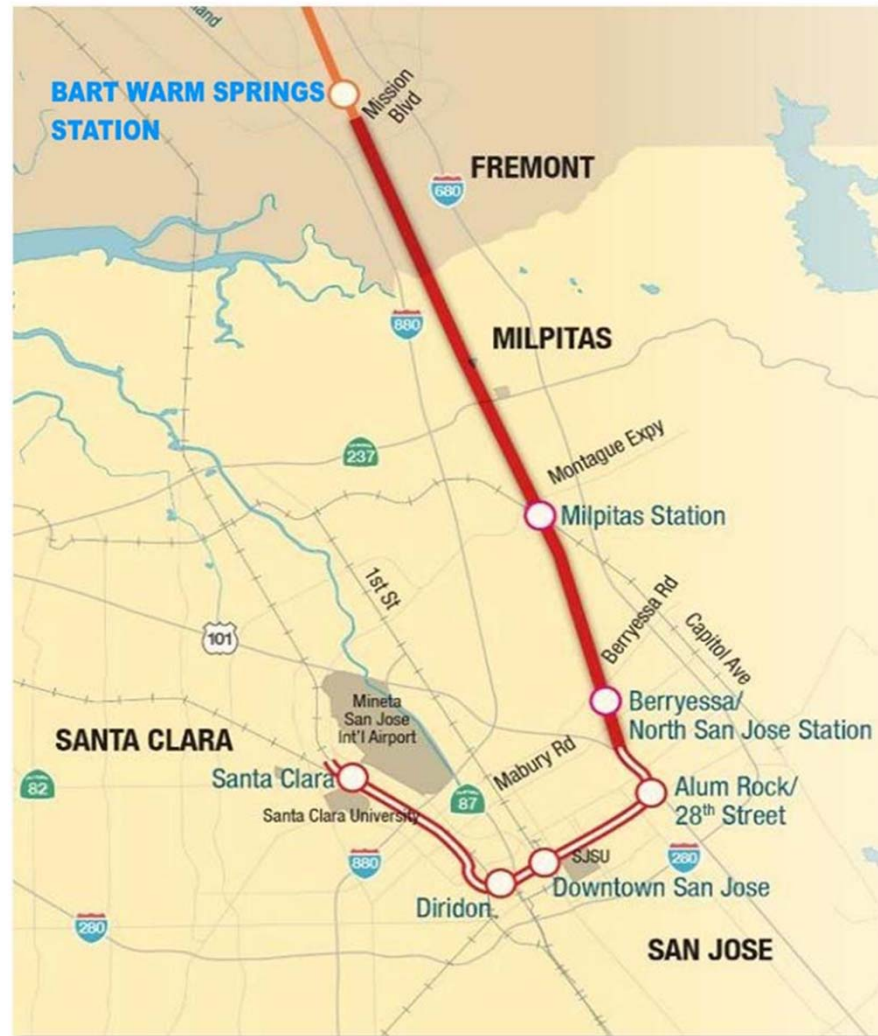 land
BART WARM SPRINGS
STATION
Mission
Blvd
FREMONT
680
880
MILPITAS
237
Montague Expy
Milpitas Station
1st St
Berryessa Rd
Capitol Ave
101
Mineta
San Jose
Int'l Airport
Berryessa/
North San Jose Station
SANTA CLARA
Mabury Rd
Santa Clara
82
87
Alum Rock/
28th Street
Santa Clara University
880
SJSU
280
Diridon
Downtown San Jose
280
SAN JOSE